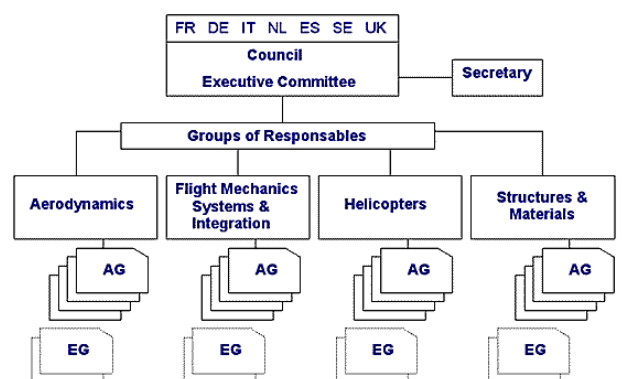 FR DE IT NL ES SE UK
Council
Executive Committee
Secretary
Groups of Responsables
Aerodynamics
Flight Mechanics
Systems &
Integration
Helicopters
Structures &
Materials
AG
AG
AG
AG
EG
EG
EG
EG